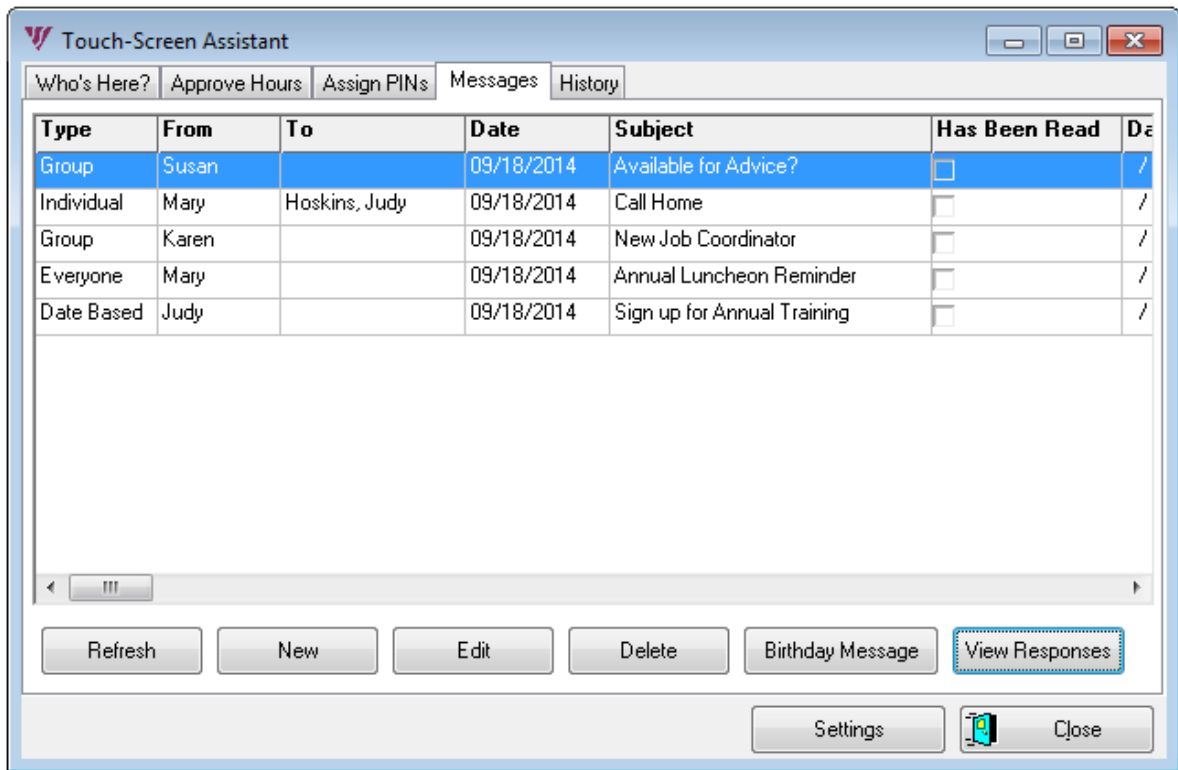 Touch-Screen Assistant
Who's Here? Approve Hours Assign PINs Messages History
Type From To Date Subject Has Been Read Da
Group Susan 09/18/2014 Available for Advice? /
Individual Mary Hoskins, Judy 09/18/2014 Call Home /
Group Karen 09/18/2014 New Job Coordinator /
Everyone Mary 09/18/2014 Annual Luncheon Reminder /
Date Based Judy 09/18/2014 Sign up for Annual Training /
Refresh New Edit Delete Birthday Message View Responses
Settings Close